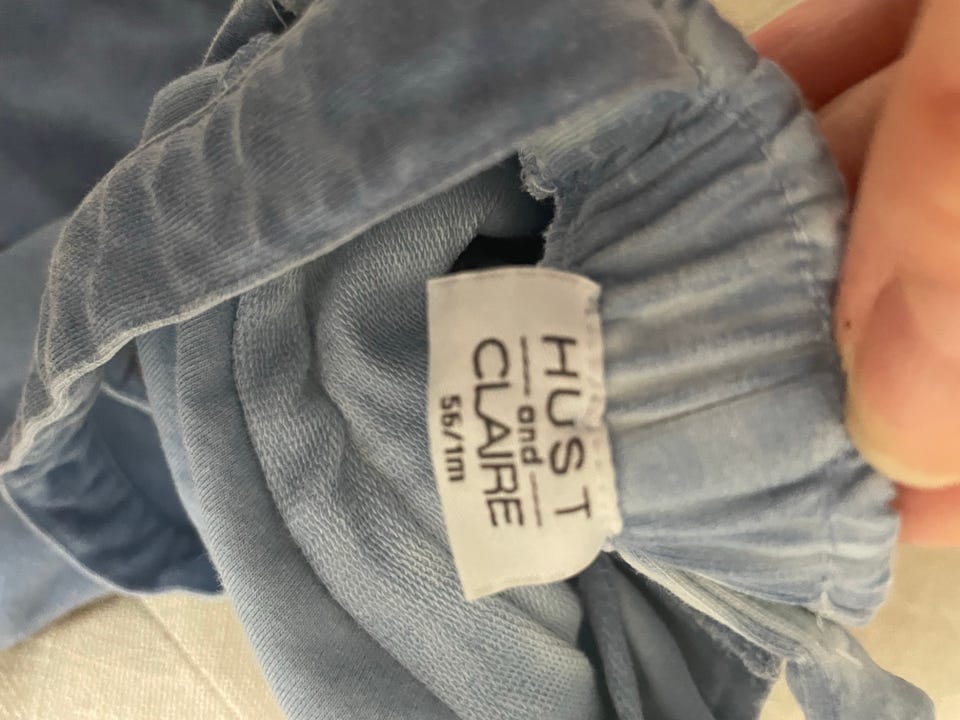 HUST
and
CLAIRE
56/1m